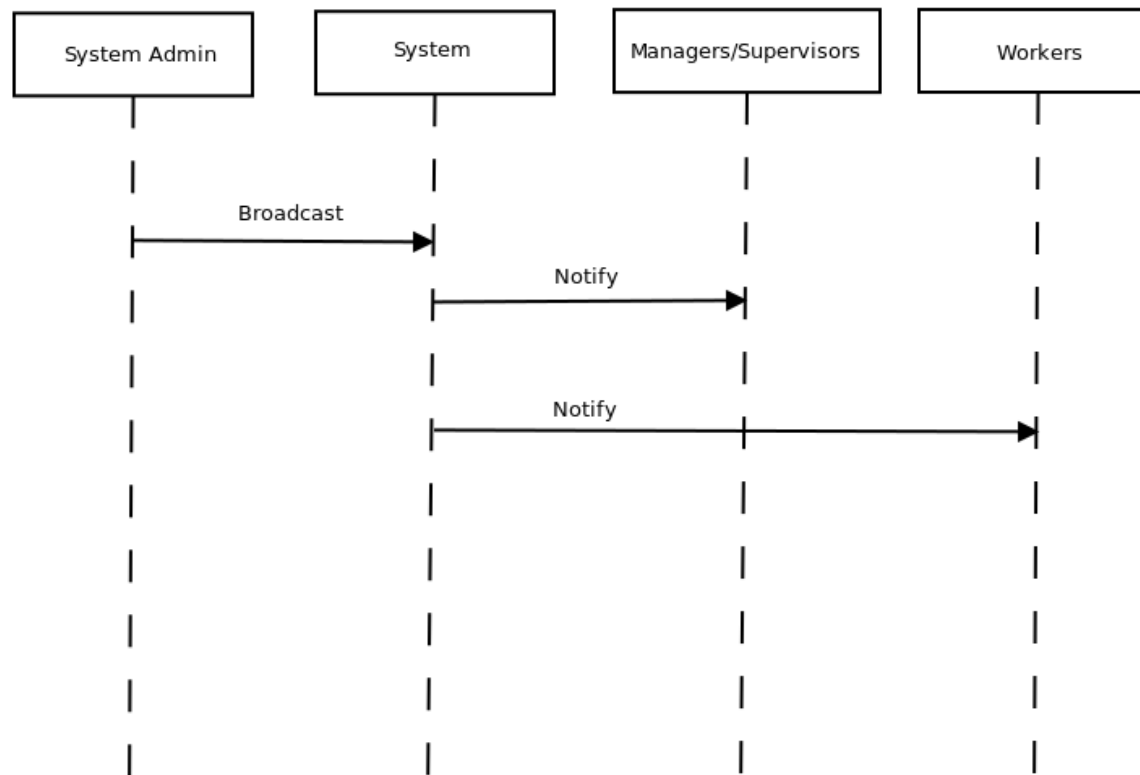 System Admin
System
Managers/Supervisors
Workers
Broadcast
Notify
Notify